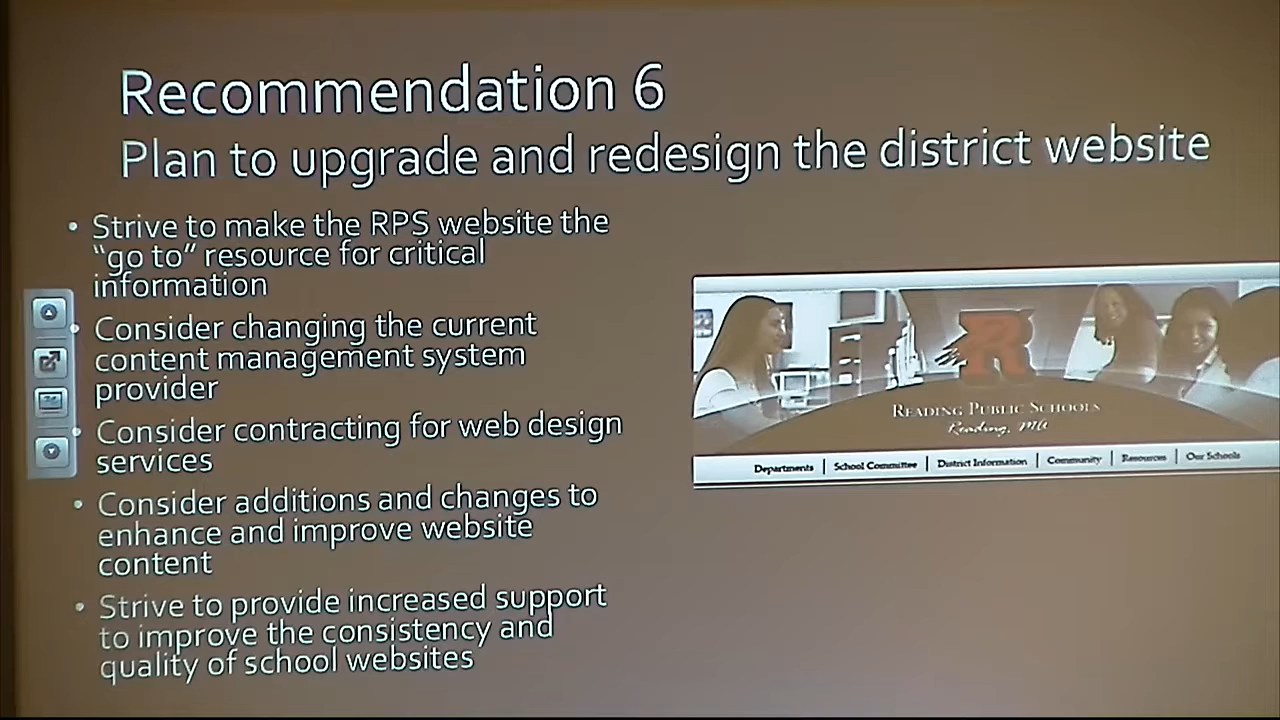 Recommendation 6
Plan to upgrade and redesign the district website
• Strive to make the RPS website the
“go to” resource for critical
information
• Consider changing the current
content management system
provider
• Consider contracting for web design
services
• Consider additions and changes to
enhance and improve website
content
• Strive to provide increased support
to improve the consistency and
quality of school websites
R
READING PUBLIC SCHOOLS
Reading, MA
Departments | School Committee | District Information | Community | Resources | Our Schools